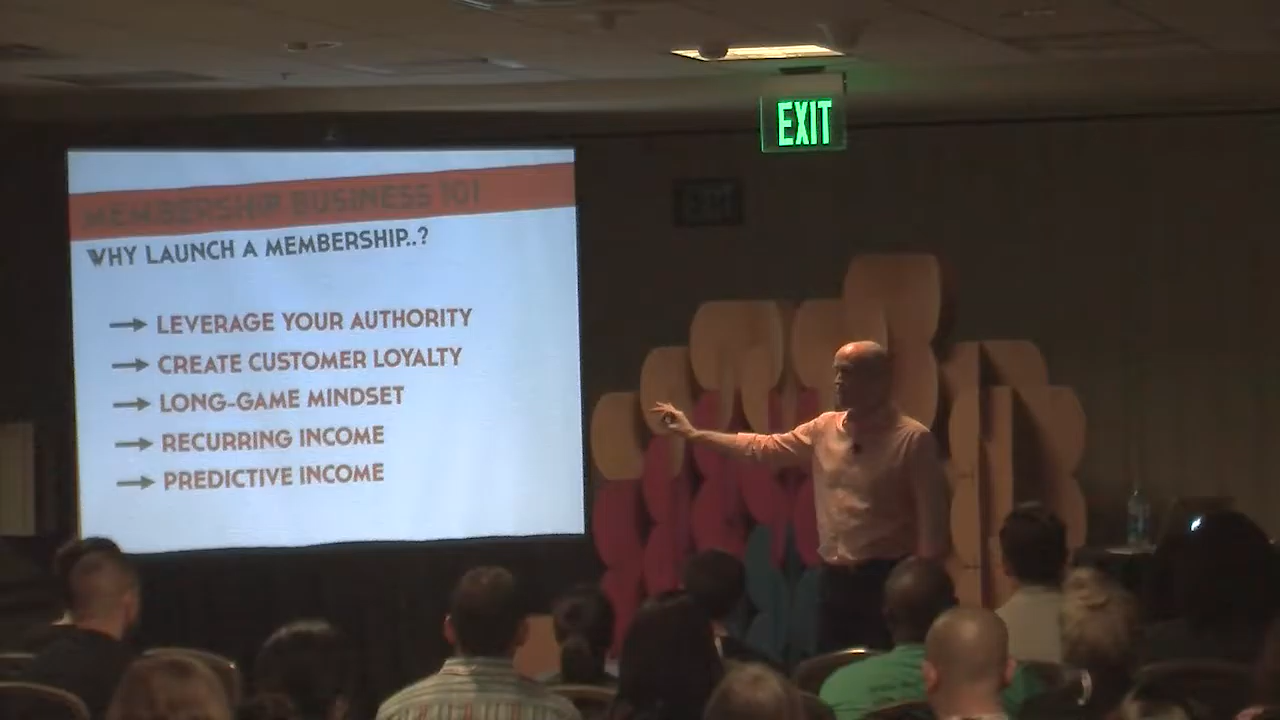 MEMBERSHIP BUSINESS 101
WHY LAUNCH A MEMBERSHIP..?
→ LEVERAGE YOUR AUTHORITY
→ CREATE CUSTOMER LOYALTY
→ LONG-GAME MINDSET
→ RECURRING INCOME
→ PREDICTIVE INCOME
EXIT